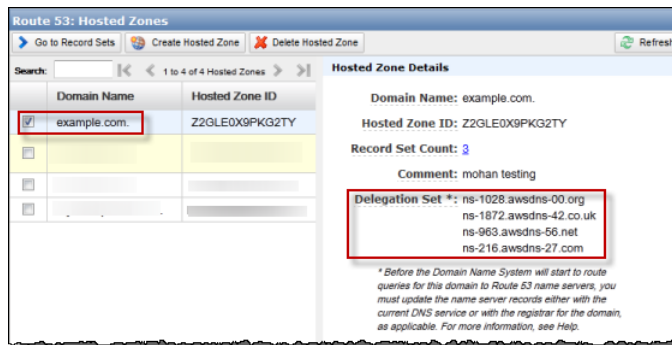 Route 53: Hosted Zones
Go to Record Sets Create Hosted Zone Delete Hosted Zone Refresh
Search: 1 to 4 of 4 Hosted Zones
Domain Name Hosted Zone ID
example.com. Z2GLE0X9PKG2TY
Hosted Zone Details
Domain Name: example.com.
Hosted Zone ID: Z2GLE0X9PKG2TY
Record Set Count: 3
Comment: mohan testing
Delegation Set *: ns-1028.awsdns-00.org
ns-1872.awsdns-42.co.uk
ns-963.awsdns-56.net
ns-216.awsdns-27.com
* Before the Domain Name System will start to route
queries for this domain to Route 53 name servers, you
must update the name server records either with the
current DNS service or with the registrar for the domain,
as applicable. For more information, see Help.